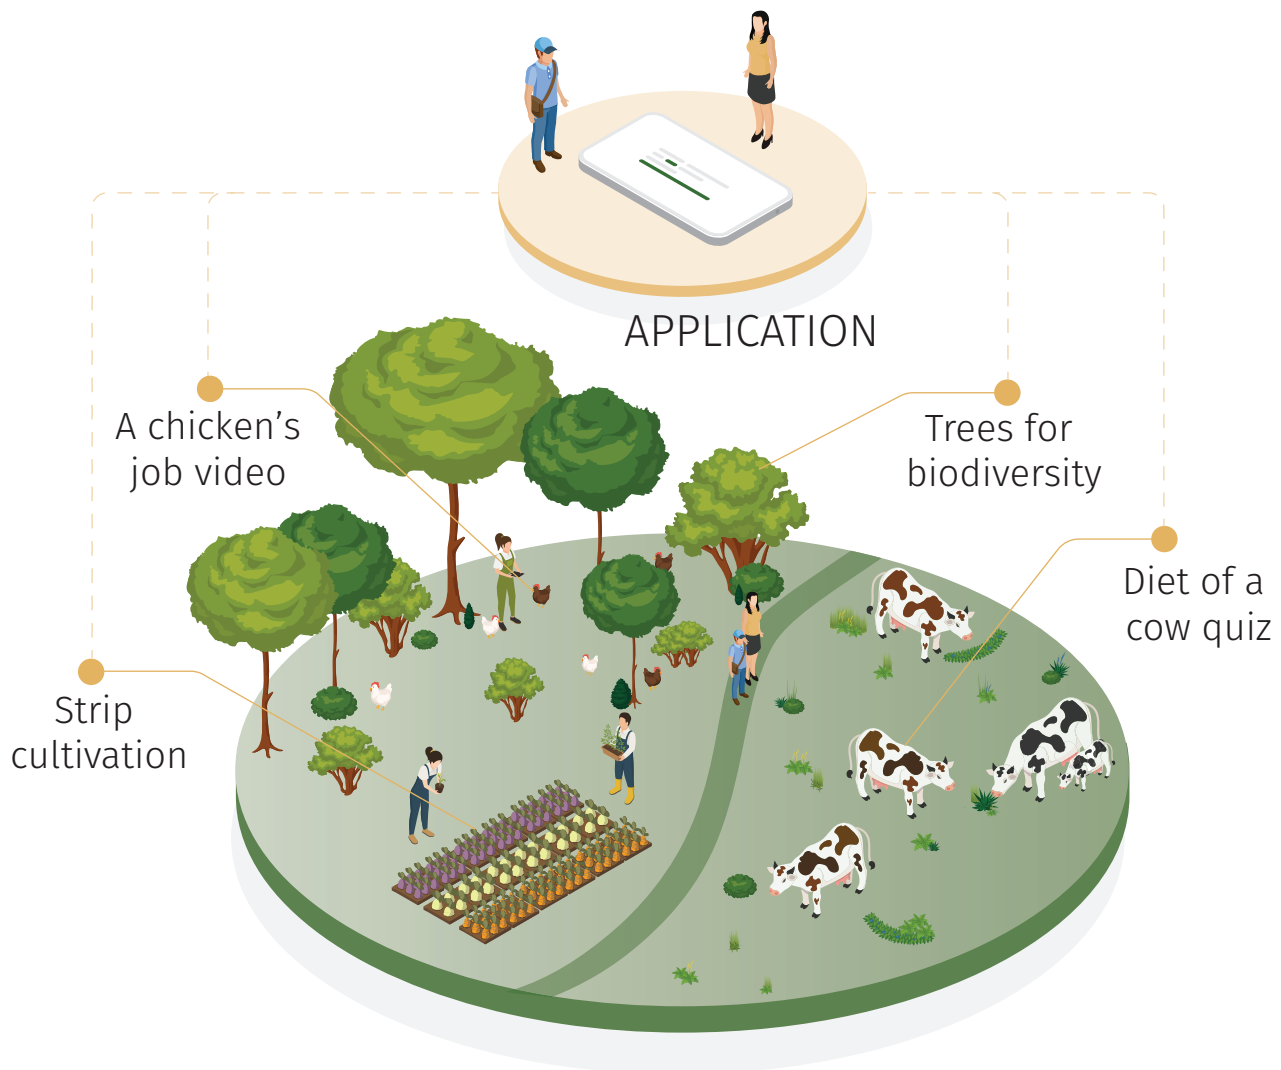 APPLICATION
A chicken’s
job video
Trees for
biodiversity
Diet of a
cow quiz
Strip
cultivation